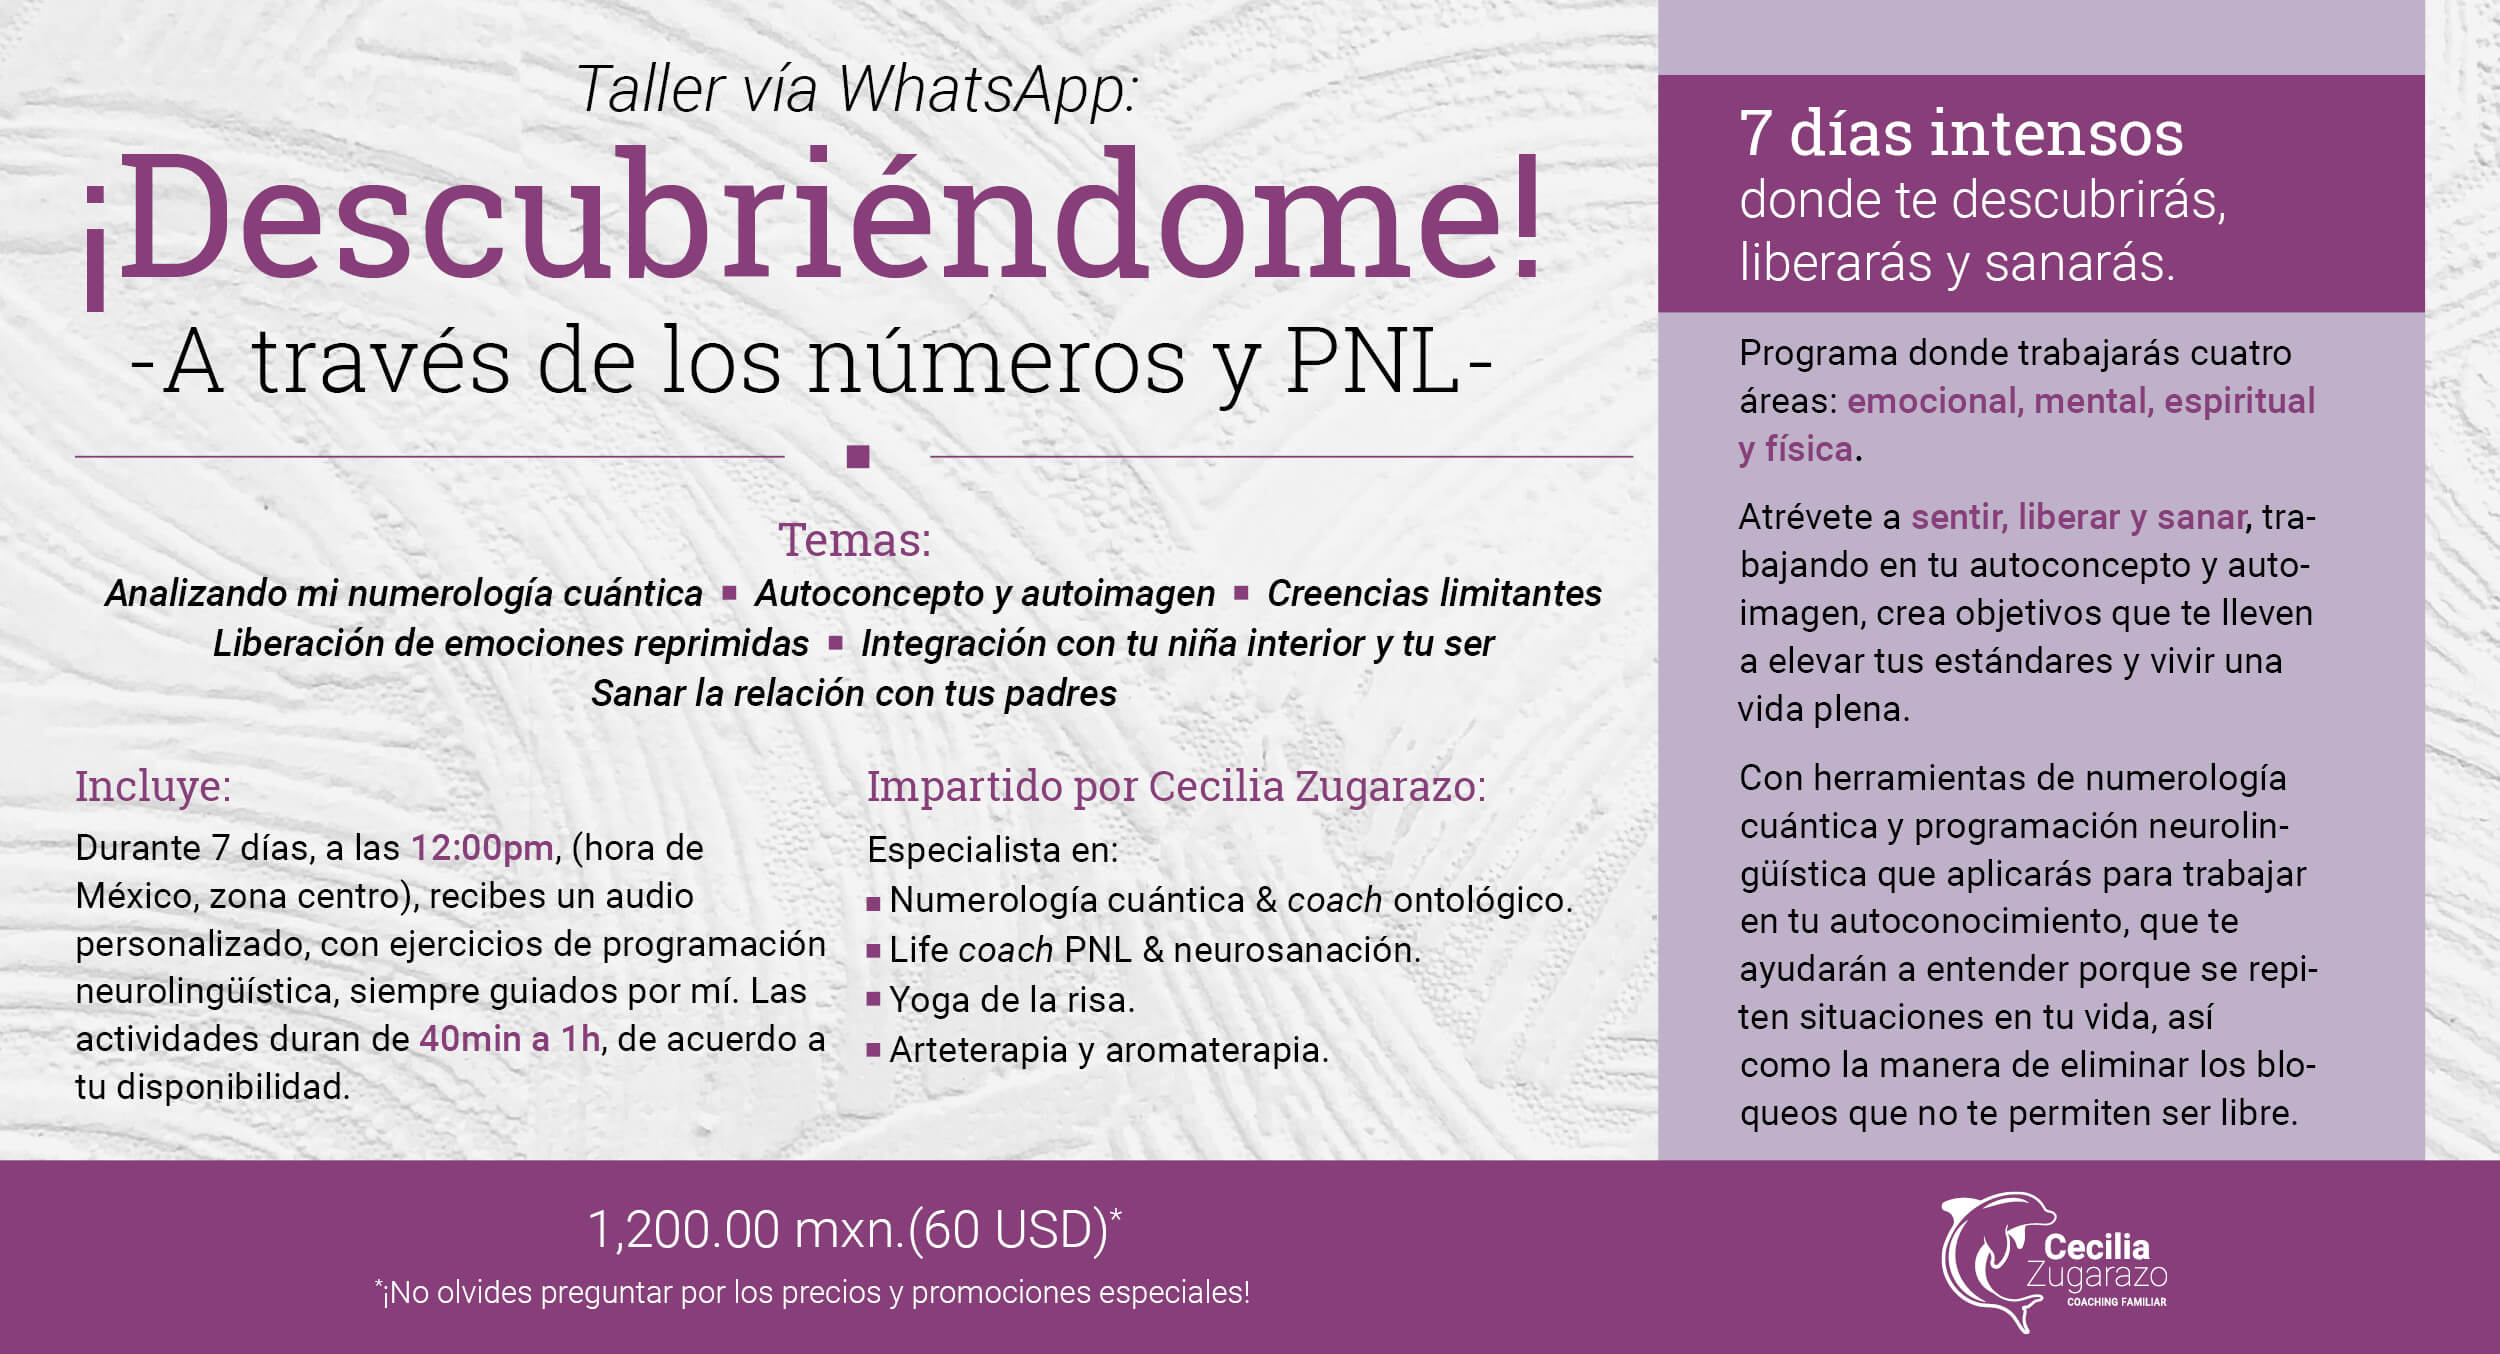 Taller vía WhatsApp:
¡Descubriéndome!
-A través de los números y PNL-
Temas:
Analizando mi numerología cuántica ▪ Autoconcepto y autoimagen ▪ Creencias limitantes
Liberación de emociones reprimidas ▪ Integración con tu niña interior y tu ser
Sanar la relación con tus padres
Incluye:
Durante 7 días, a las 12:00pm, (hora de
México, zona centro), recibes un audio
personalizado, con ejercicios de programación
neurolingüística, siempre guiados por mí. Las
actividades duran de 40min a 1h, de acuerdo a
tu disponibilidad.
Impartido por Cecilia Zugarazo:
Especialista en:
▪ Numerología cuántica & coach ontológico.
▪ Life coach PNL & neurosanación.
▪ Yoga de la risa.
▪ Arteterapia y aromaterapia.
7 días intensos
donde te descubrirás,
liberarás y sanarás.
Programa donde trabajarás cuatro
áreas: emocional, mental, espiritual
y física.
Atrévete a sentir, liberar y sanar, tra-
bajando en tu autoconcepto y auto-
imagen, crea objetivos que te lleven
a elevar tus estándares y vivir una
vida plena.
Con herramientas de numerología
cuántica y programación neurolin-
güística que aplicarás para trabajar
en tu autoconocimiento, que te
ayudarán a entender porque se repi-
ten situaciones en tu vida, así
como la manera de eliminar los blo-
queos que no te permiten ser libre.
1,200.00 mxn.(60 USD)*
*¡No olvides preguntar por los precios y promociones especiales!
Cecilia
Zugarazo
COACHING FAMILIAR